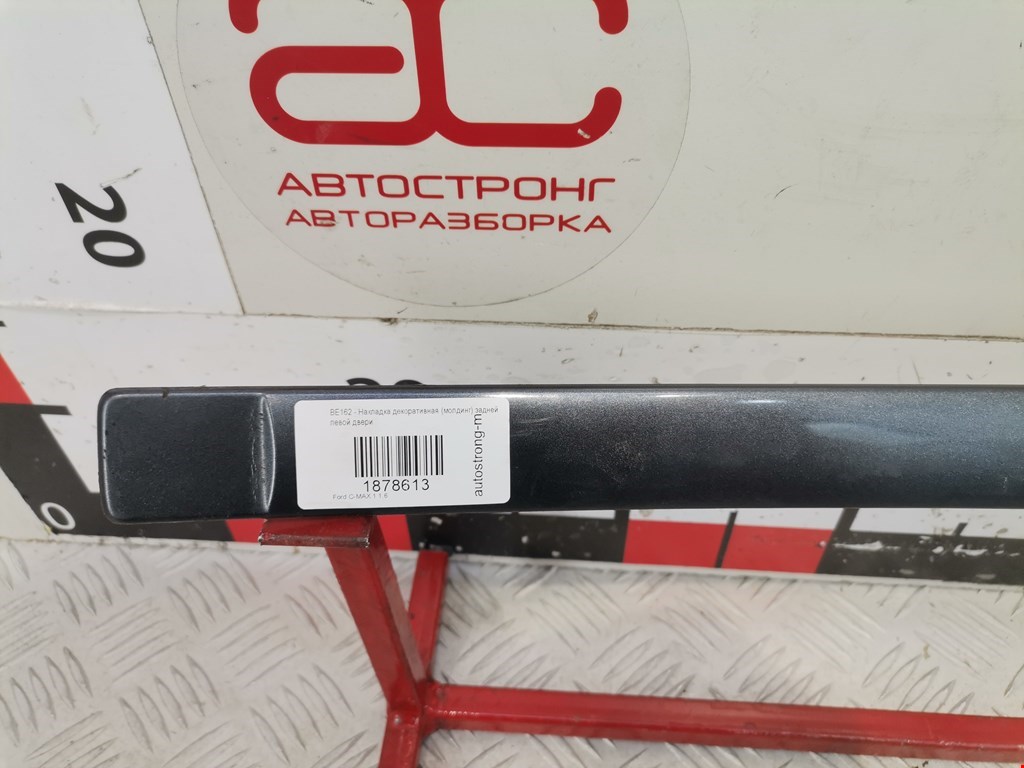 ac
АВТОСТРОНГ
АВТОРАЗБОРКА
20
BE162 - Накладка декоративная (молдинг) задней
левой двери
1878613
Ford C-MAX 1 1.6
autostrong-m